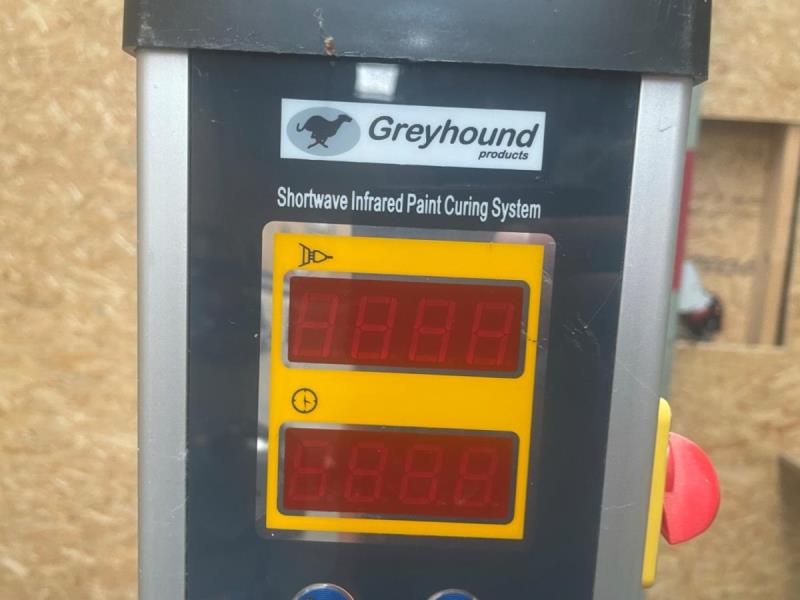 Greyhound
products
Shortwave Infrared Paint Curing System